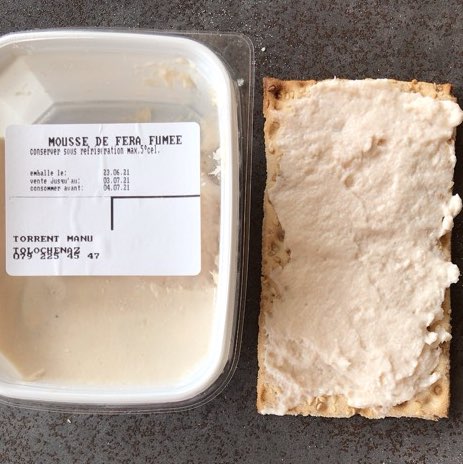 MOUSSE DE FERA FUMEE
conserver sous réfrigération max.5°cel.
emballe le: 23.06.21
vente jusqu'au: 03.07.21
consommer avant: 04.07.21
TORRENT MANU
TOLOCHENAZ
079 225 45 47